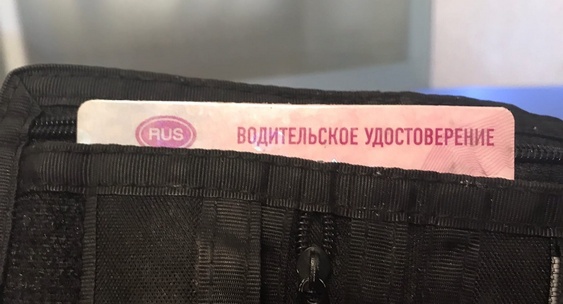 RUS ВОДИТЕЛЬСКОЕ УДОСТОВЕРЕНИЕ